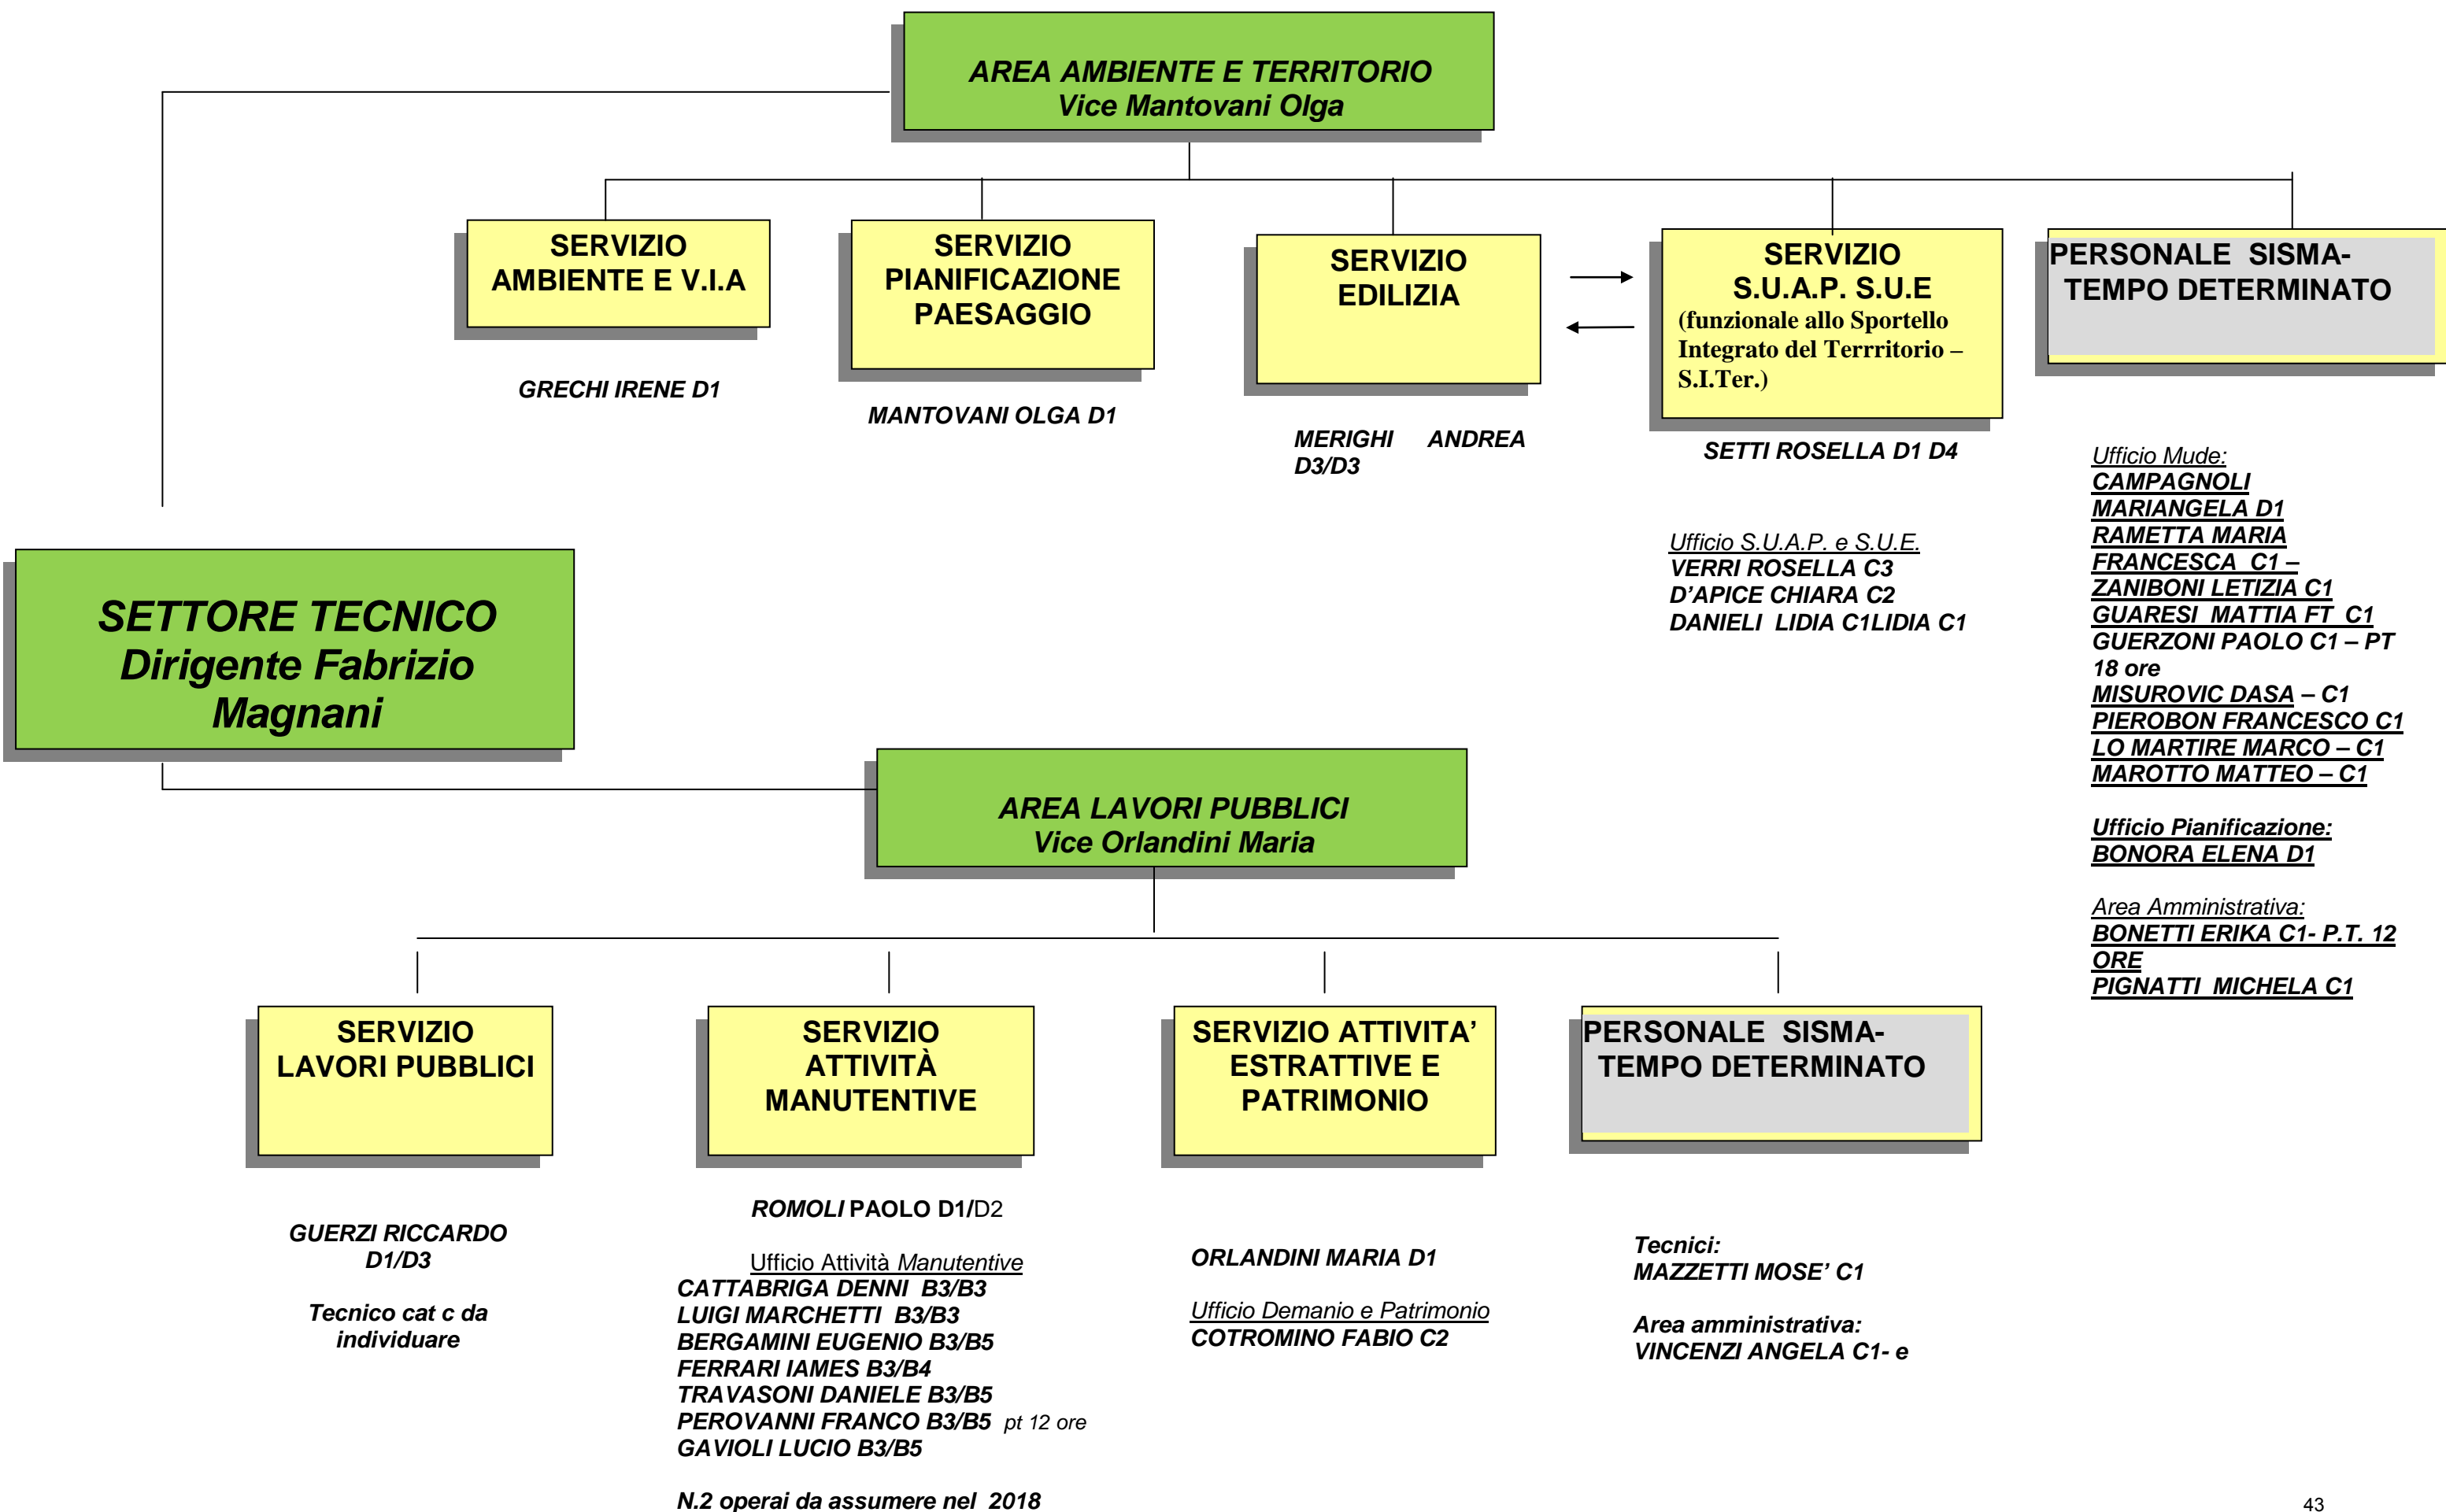 AREA AMBIENTE E TERRITORIO
Vice Mantovani Olga
SERVIZIO
AMBIENTE E V.I.A
GRECHI IRENE D1
SERVIZIO
PIANIFICAZIONE
PAESAGGIO
MANTOVANI OLGA D1
SERVIZIO
EDILIZIA
MERIGHI ANDREA
D3/D3
SERVIZIO
S.U.A.P. S.U.E
(funzionale allo Sportello
Integrato del Terrritorio –
S.I.Ter.)
SETTI ROSELLA D1 D4
Ufficio S.U.A.P. e S.U.E.
VERRI ROSELLA C3
D'APICE CHIARA C2
DANIELI LIDIA C1LIDIA C1
PERSONALE SISMA-
TEMPO DETERMINATO
Ufficio Mude:
CAMPAGNOLI
MARIANGELA D1
RAMETTA MARIA
FRANCESCA C1 –
ZANIBONI LETIZIA C1
GUARESI MATTIA FT C1
GUERZONI PAOLO C1 – PT
18 ore
MISUROVIC DASA – C1
PIEROBON FRANCESCO C1
LO MARTIRE MARCO – C1
MAROTTO MATTEO – C1
Ufficio Pianificazione:
BONORA ELENA D1
Area Amministrativa:
BONETTI ERIKA C1- P.T. 12
ORE
PIGNATTI MICHELA C1
SETTORE TECNICO
Dirigente Fabrizio
Magnani
AREA LAVORI PUBBLICI
Vice Orlandini Maria
SERVIZIO
LAVORI PUBBLICI
GUERZI RICCARDO
D1/D3
Tecnico cat c da
individuare
SERVIZIO
ATTIVITÀ
MANUTENTIVE
ROMOLI PAOLO D1/D2
Ufficio Attività Manutentive
CATTABRIGA DENNI B3/B3
LUIGI MARCHETTI B3/B3
BERGAMINI EUGENIO B3/B5
FERRARI IAMES B3/B4
TRAVASONI DANIELE B3/B5
PEROVANNI FRANCO B3/B5 pt 12 ore
GAVIOLI LUCIO B3/B5
N.2 operai da assumere nel 2018
SERVIZIO ATTIVITA'
ESTRATTIVE E
PATRIMONIO
ORLANDINI MARIA D1
Ufficio Demanio e Patrimonio
COTROMINO FABIO C2
PERSONALE SISMA-
TEMPO DETERMINATO
Tecnici:
MAZZETTI MOSE' C1
Area amministrativa:
VINCENZI ANGELA C1- e
43